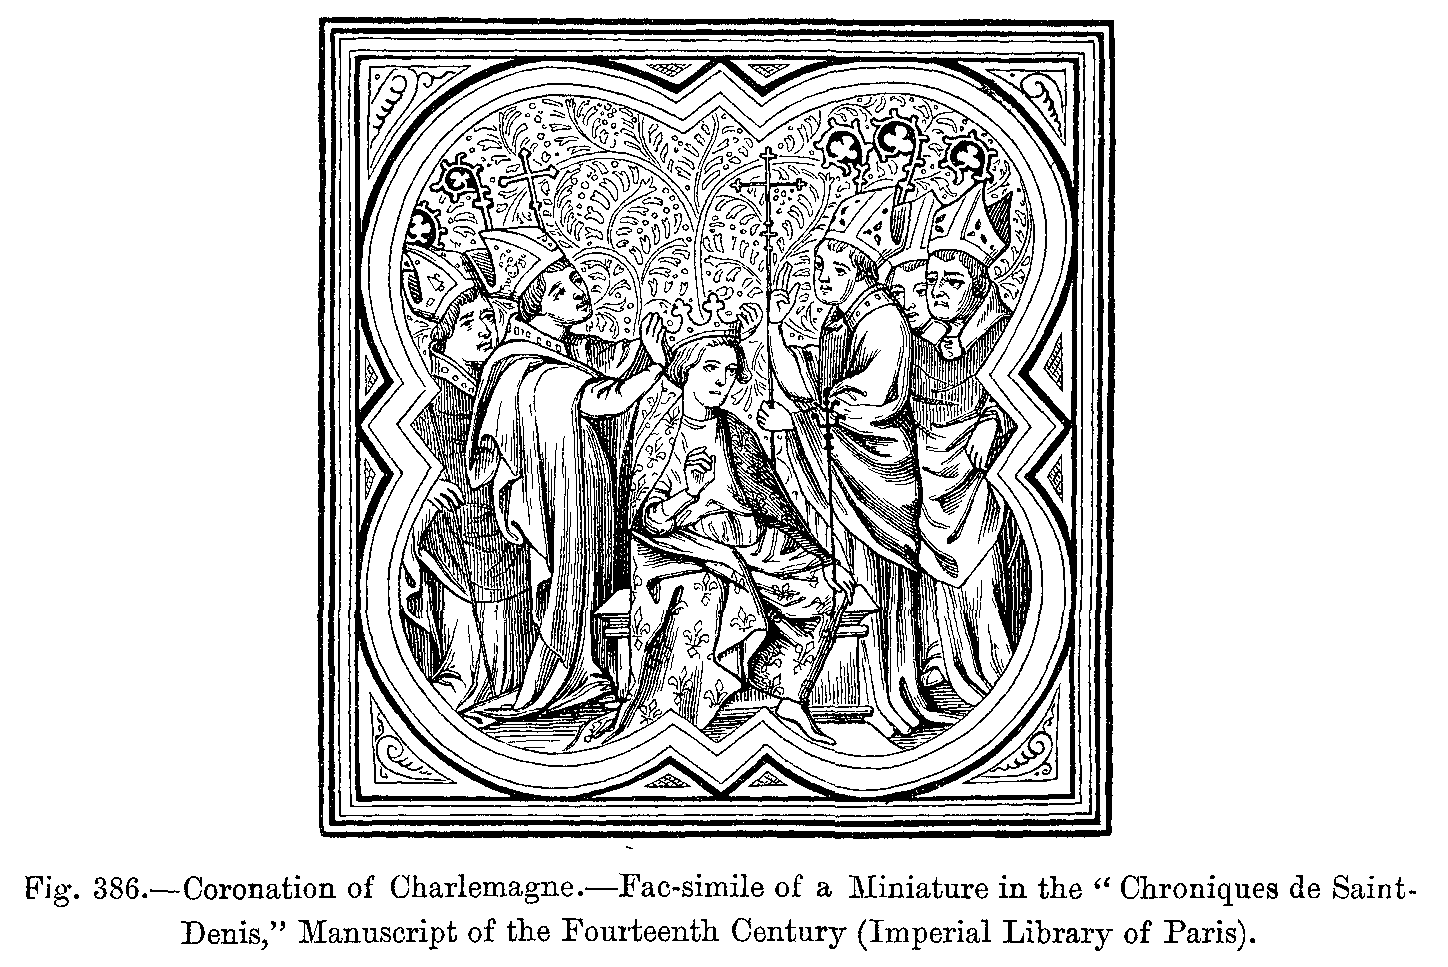 Fig. 386.—Coronation of Charlemagne.—Fac-simile of a Miniature in the “ Chroniques de Saint-
Denis,” Manuscript of the Fourteenth Century (Imperial Library of Paris).